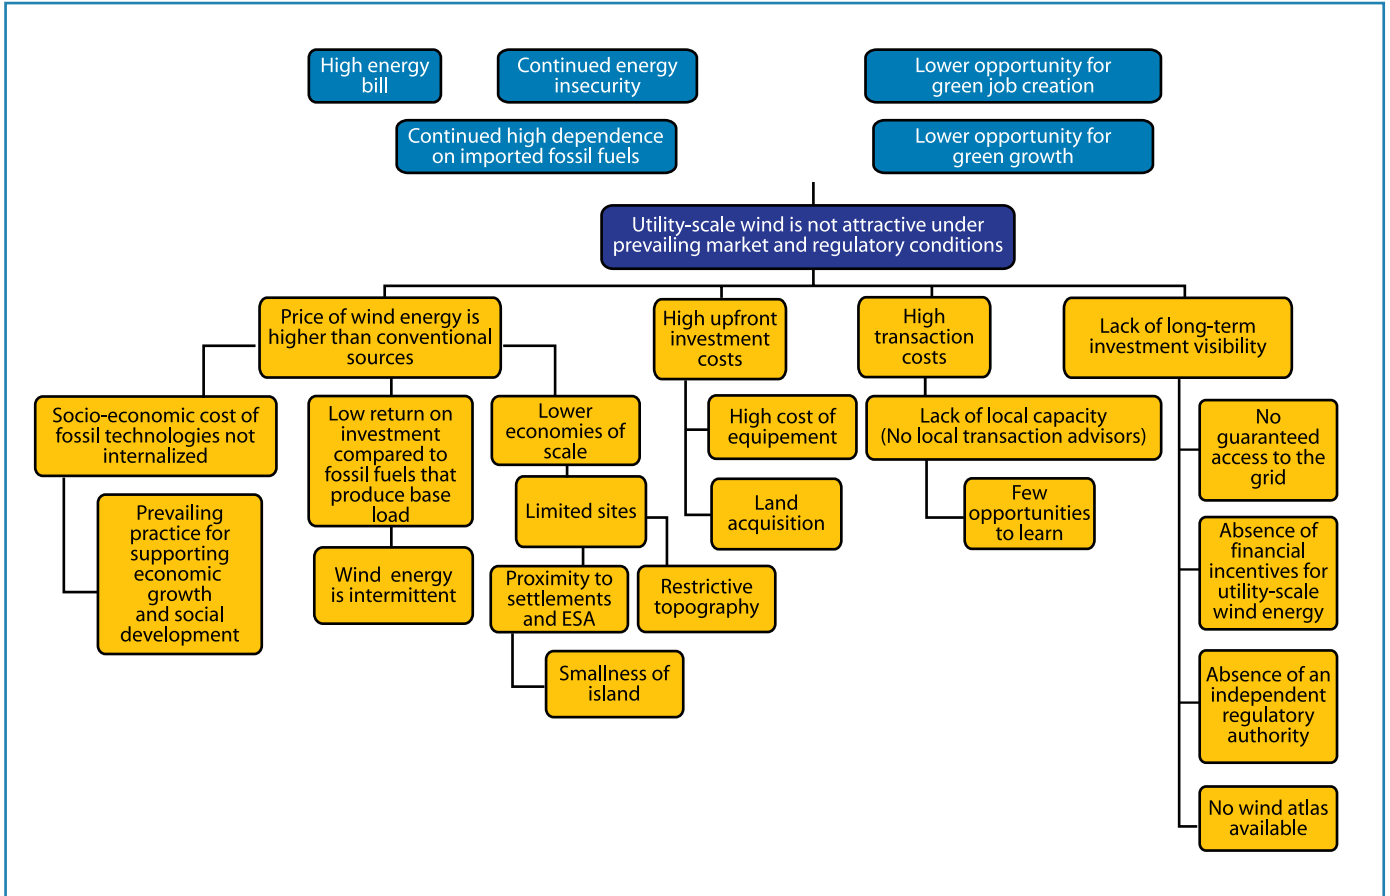 High energy
bill
Continued energy
insecurity
Lower opportunity for
green job creation
Continued high dependence
on imported fossil fuels
Lower opportunity for
green growth
Utility-scale wind is not attractive under
prevailing market and regulatory conditions
Price of wind energy is
higher than conventional
sources
High upfront
investment
costs
High
transaction
costs
Lack of long-term
investment visibility
Socio-economic cost of
fossil technologies not
internalized
Low return on
investment
compared to
fossil fuels that
produce base
load
Lower
economies of
scale
High cost of
equipement
Lack of local capacity
(No local transaction advisors)
No
guaranteed
access to the
grid
Prevailing
practice for
supporting
economic
growth
and social
development
Limited sites
Land
acquisition
Few
opportunities
to learn
Absence of
financial
incentives for
utility-scale
wind energy
Wind energy
is intermittent
Proximity to
settlements
and ESA
Restrictive
topography
Smallness of
island
Absence of an
independent
regulatory
authority
No wind atlas
available